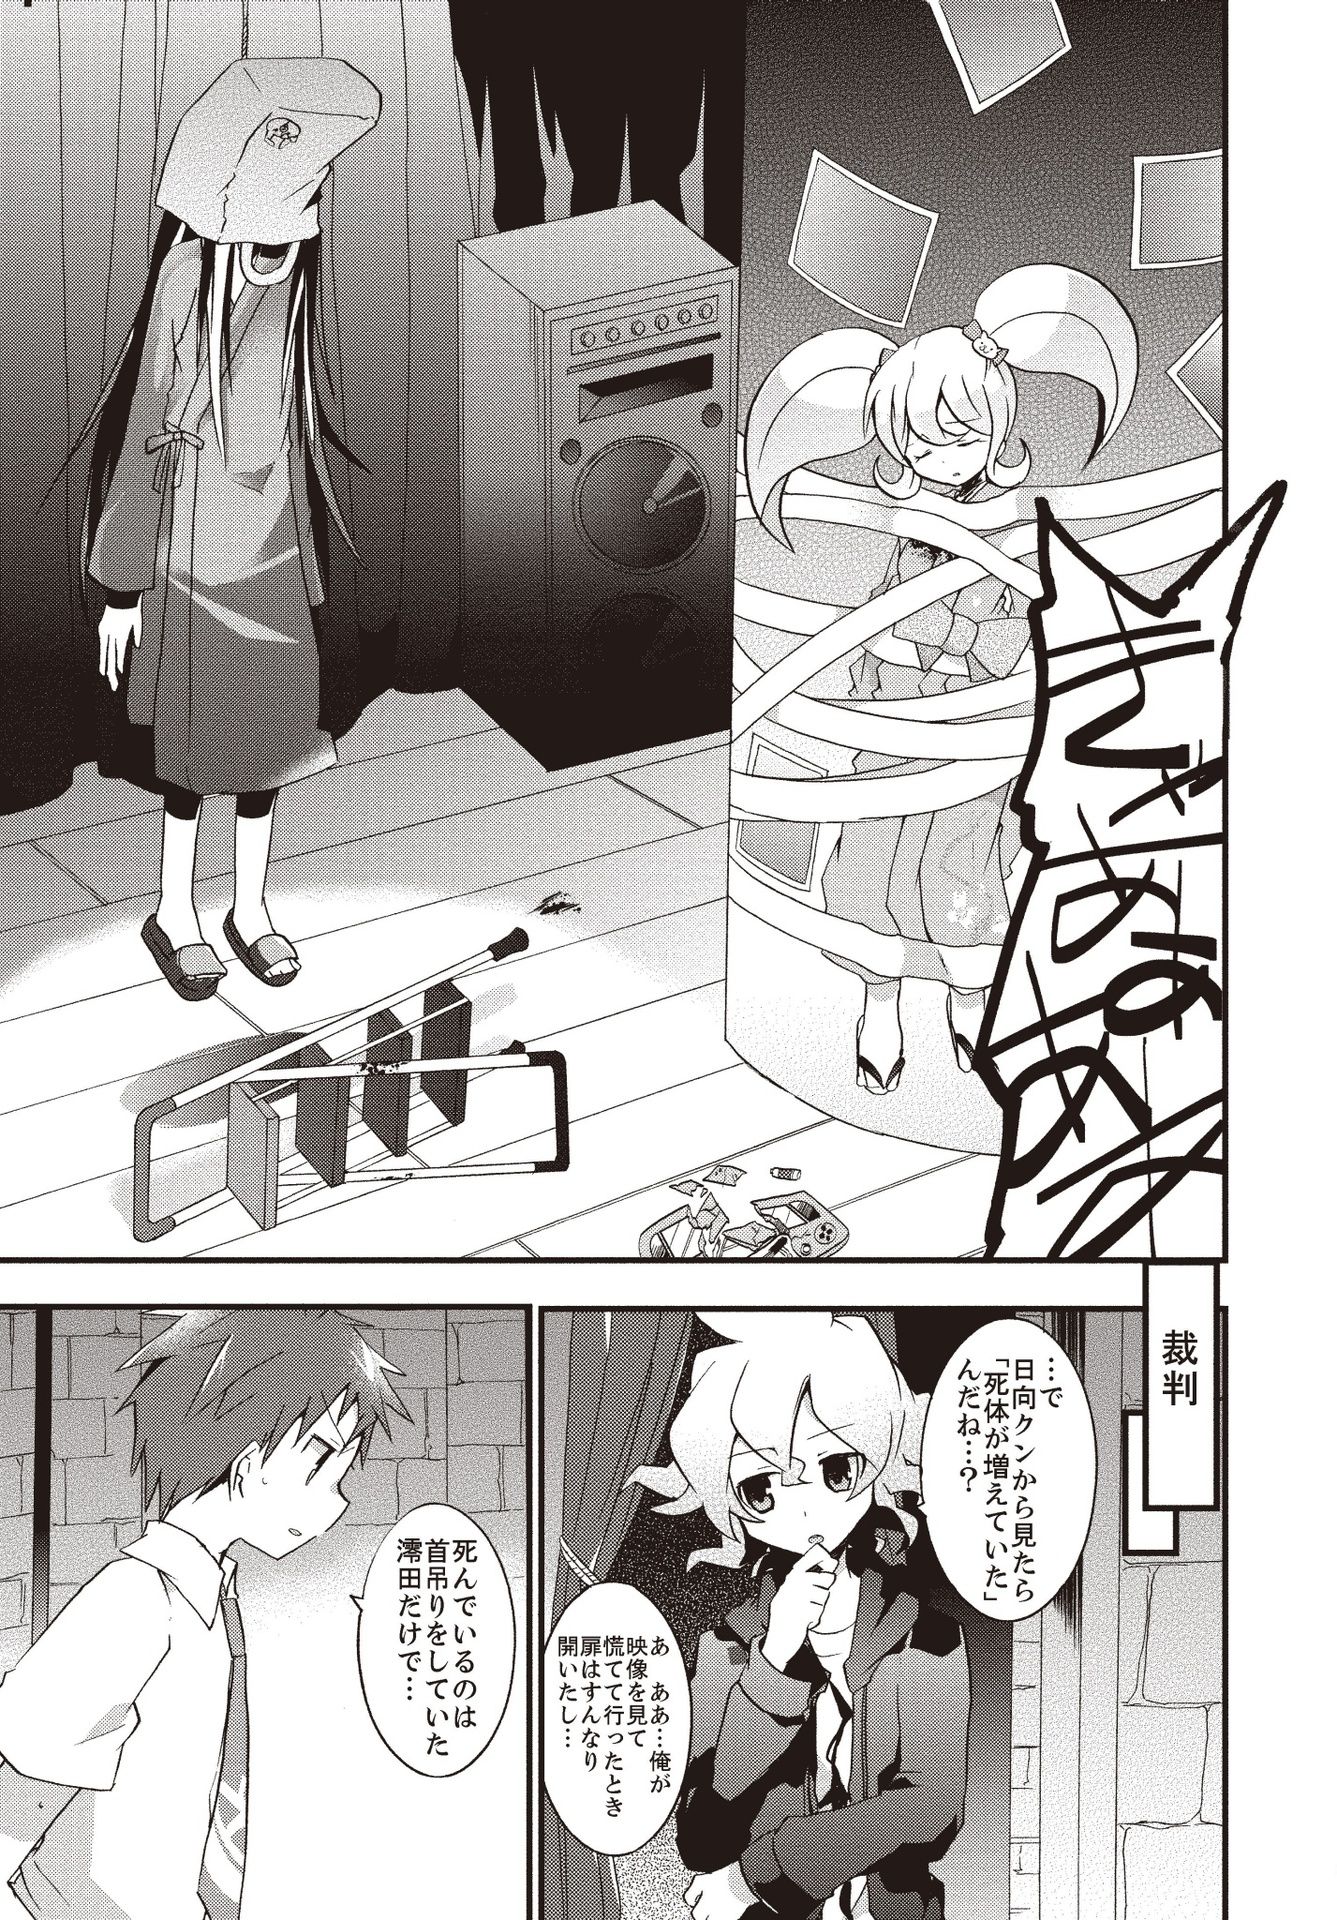 きゃああああ
裁判
…で
日向クンから見たら
「死体が増えていた」
んだね…?
あ ああ…俺が
映像を見て
慌てて行ったとき
扉はすんなり
開いたし…
死んでいるのは
首吊りをしていた
澪田だけで…